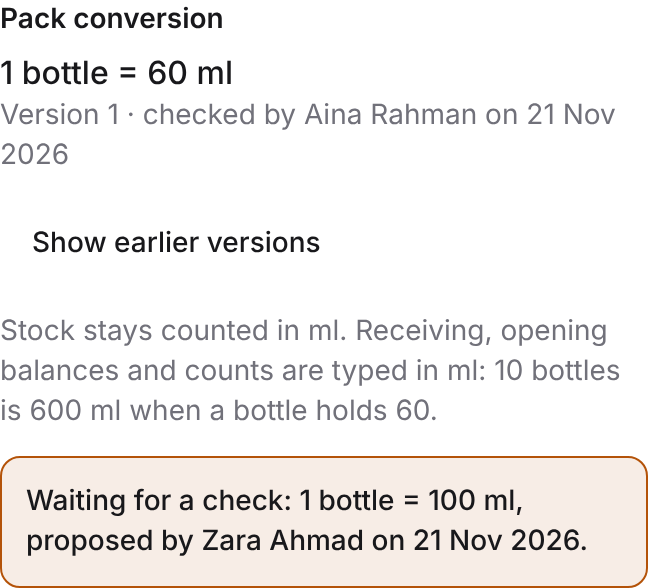 Pack conversion
1 bottle = 60 ml
Version 1 · checked by Aina Rahman on 21 Nov
2026
Show earlier versions
Stock stays counted in ml. Receiving, opening
balances and counts are typed in ml: 10 bottles
is 600 ml when a bottle holds 60.
Waiting for a check: 1 bottle = 100 ml,
proposed by Zara Ahmad on 21 Nov 2026.